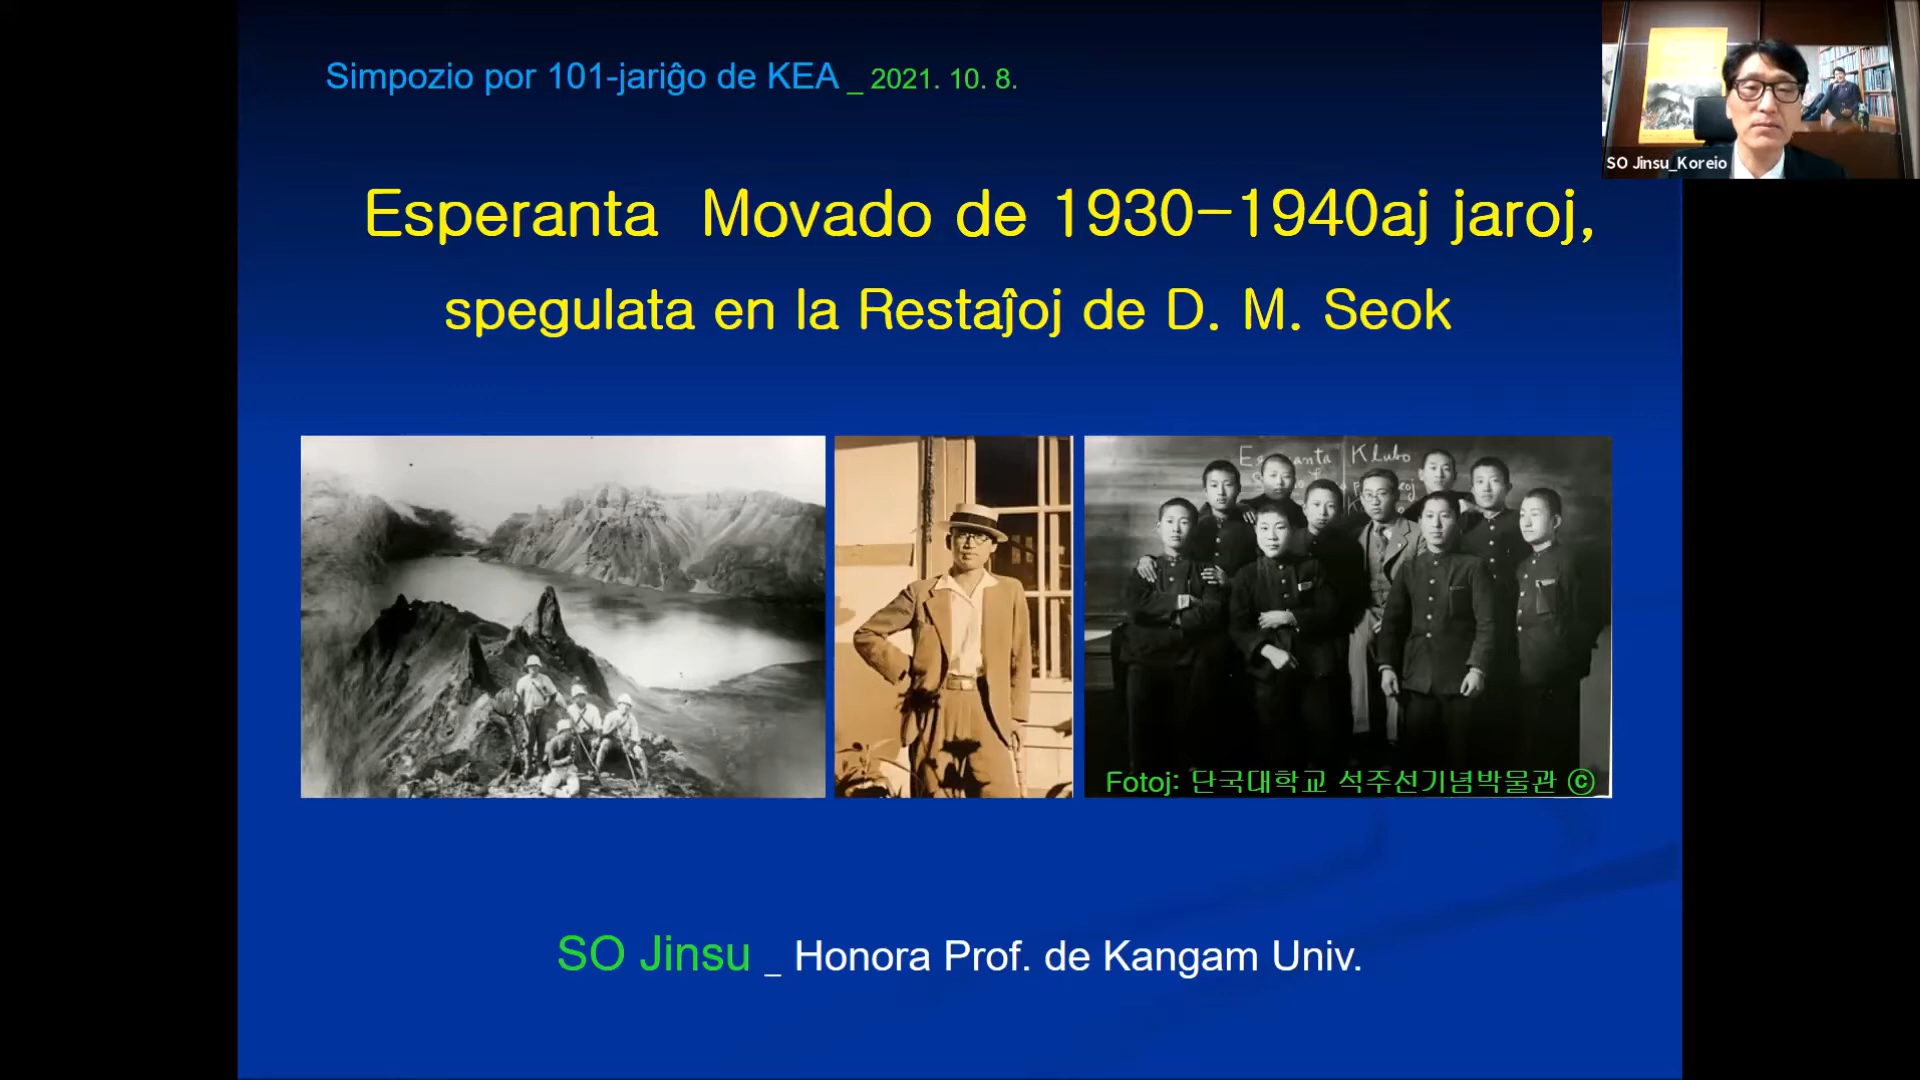 Simpozio por 101-jariĝo de KEA _ 2021. 10. 8.
SO Jinsu_Koreio
Esperanta Movado de 1930-1940aj jaroj,
spegulata en la Restaĵoj de D. M. Seok
Esperanta Klubo
Fotoj: 단국대학교 석주선기념박물관 ⓒ
SO Jinsu _ Honora Prof. de Kangam Univ.